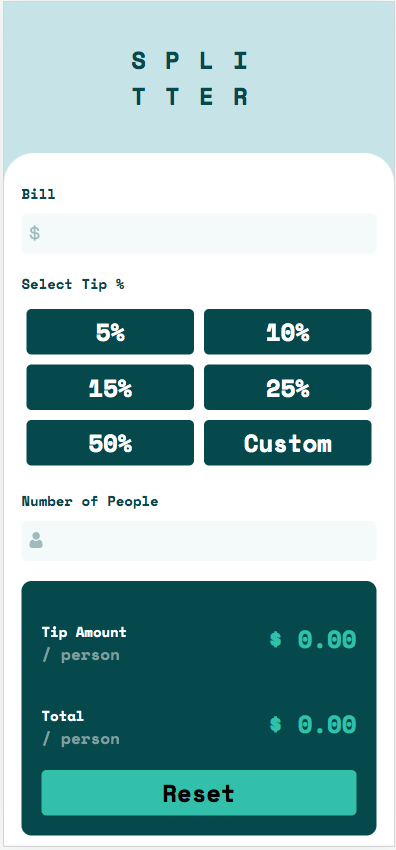 S P L I
T T E R
Bill
$
Select Tip %
5% 10%
15% 25%
50% Custom
Number of People
Tip Amount
/ person
$ 0.00
Total
/ person
$ 0.00
Reset